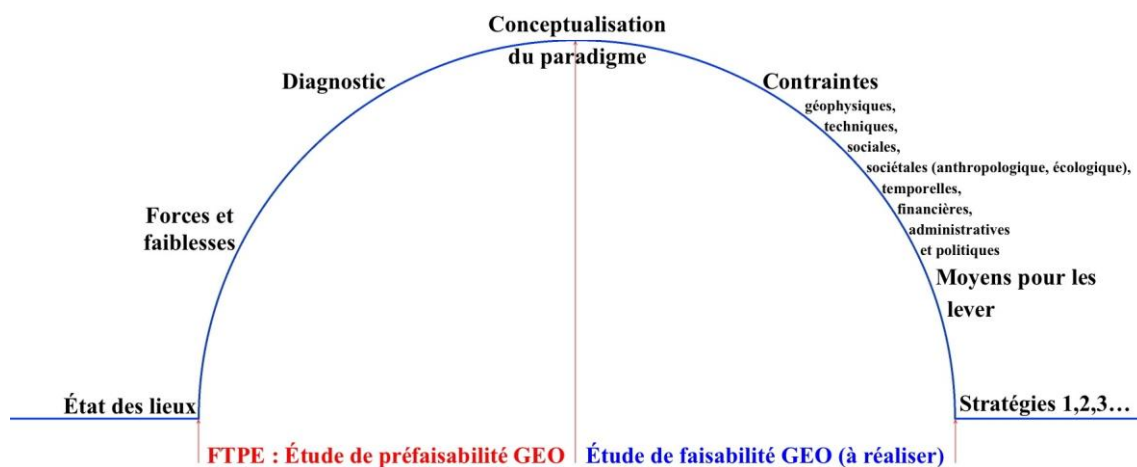 Conceptualisation
du paradigme
Diagnostic
Contraintes
géophysiques,
techniques,
sociales,
sociétales (anthropologique, écologique),
temporelles,
financières,
administratives
et politiques
Forces et
faiblesses
Moyens pour les
lever
État des lieux
Stratégies 1,2,3…
FTPE : Étude de préfaisabilité GEO
Étude de faisabilité GEO (à réaliser)